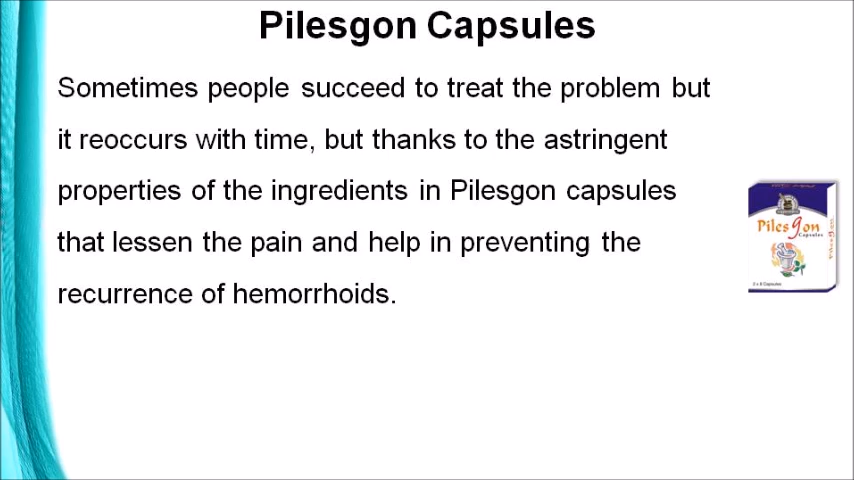 Pilesgon Capsules
Sometimes people succeed to treat the problem but
it reoccurs with time, but thanks to the astringent
properties of the ingredients in Pilesgon capsules
that lessen the pain and help in preventing the
recurrence of hemorrhoids.
Pilesgon
Capsules